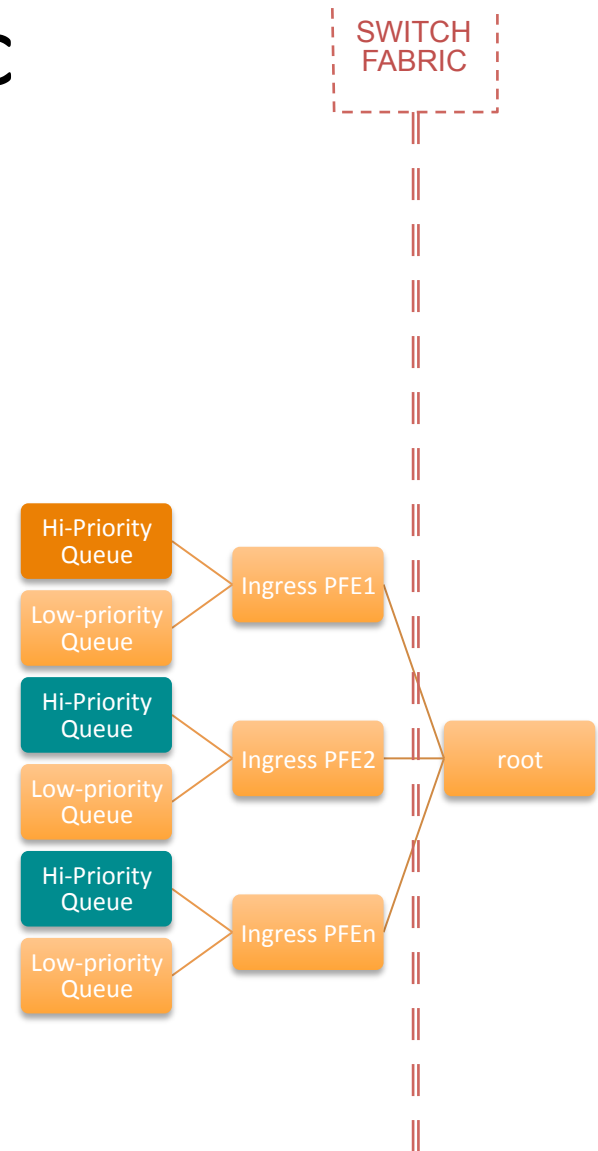 C
SWITCH
FABRIC
Hi-Priority
Queue
Low-priority
Queue
Ingress PFE1
Hi-Priority
Queue
Low-priority
Queue
Ingress PFE2
root
Hi-Priority
Queue
Low-priority
Queue
Ingress PFEn